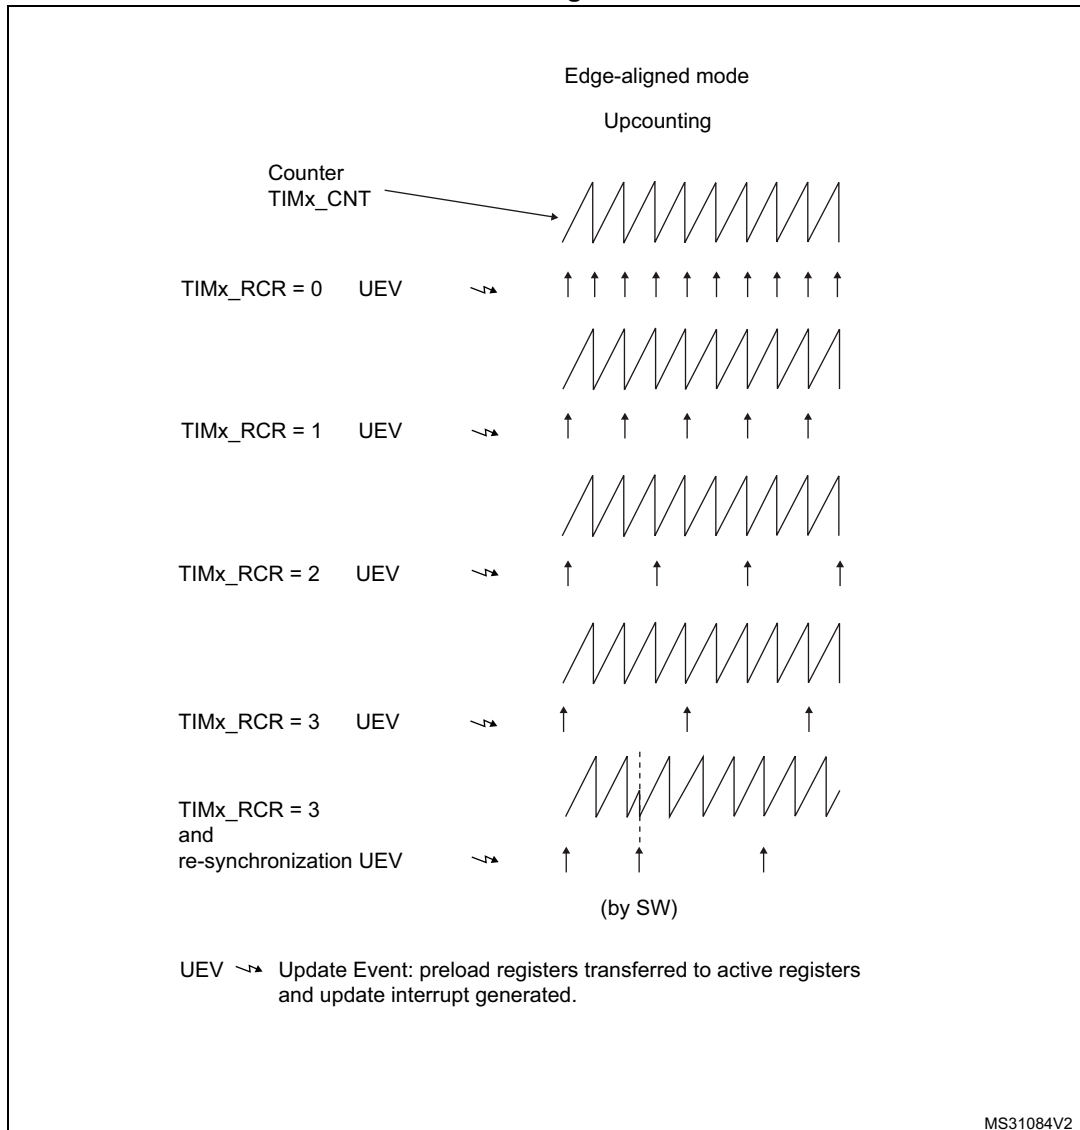 Edge-aligned mode
Upcounting
Counter
TIMx_CNT
TIMx_RCR = 0 UEV
TIMx_RCR = 1 UEV
TIMx_RCR = 2 UEV
TIMx_RCR = 3 UEV
TIMx_RCR = 3
and
re-synchronization UEV
(by SW)
UEV Update Event: preload registers transferred to active registers
and update interrupt generated.
MS31084V2